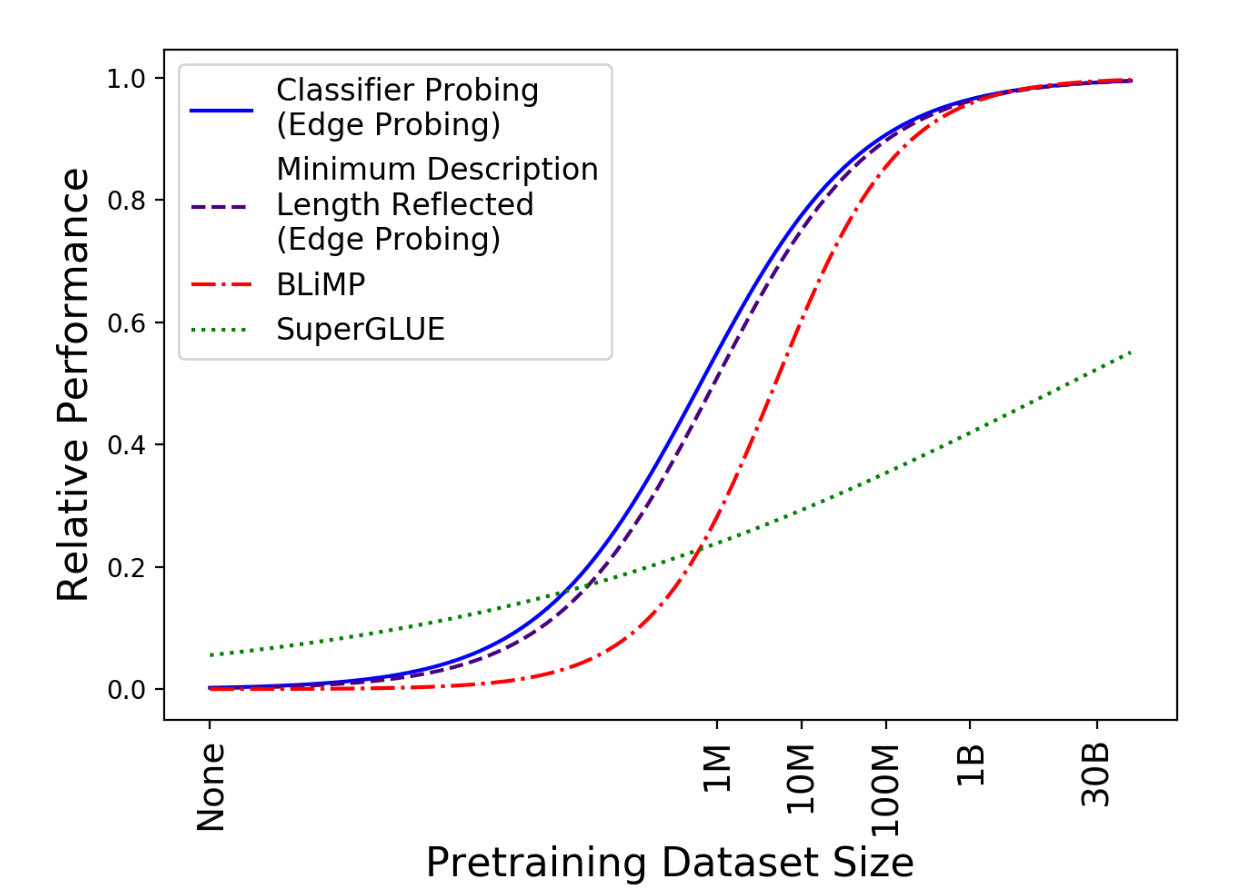 Relative Performance
1.0
0.8
0.6
0.4
0.2
0.0
Classifier Probing
(Edge Probing)
Minimum Description
Length Reflected
(Edge Probing)
BLiMP
SuperGLUE
None
1M
10M
100M
1B
30B
Pretraining Dataset Size